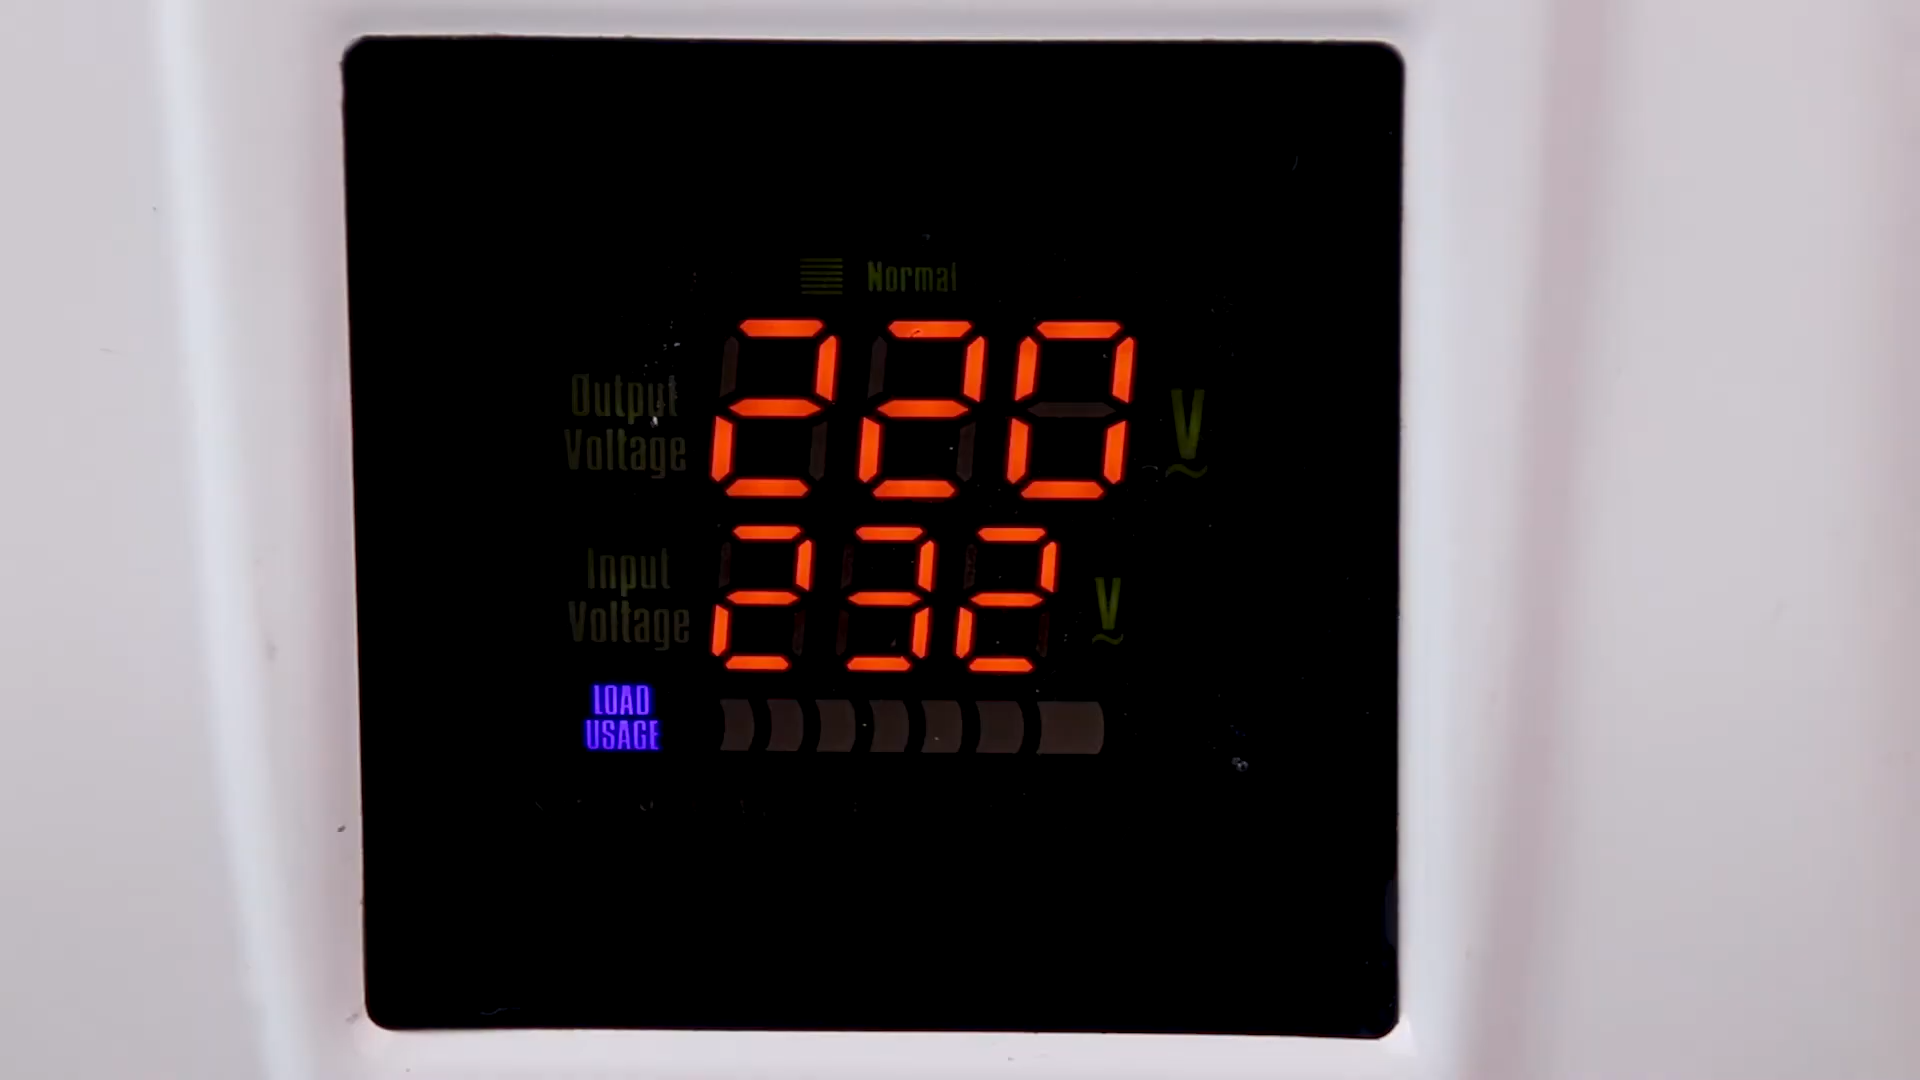 Normal
Output
Voltage
220 V
Input
Voltage
232 V
LOAD
USAGE